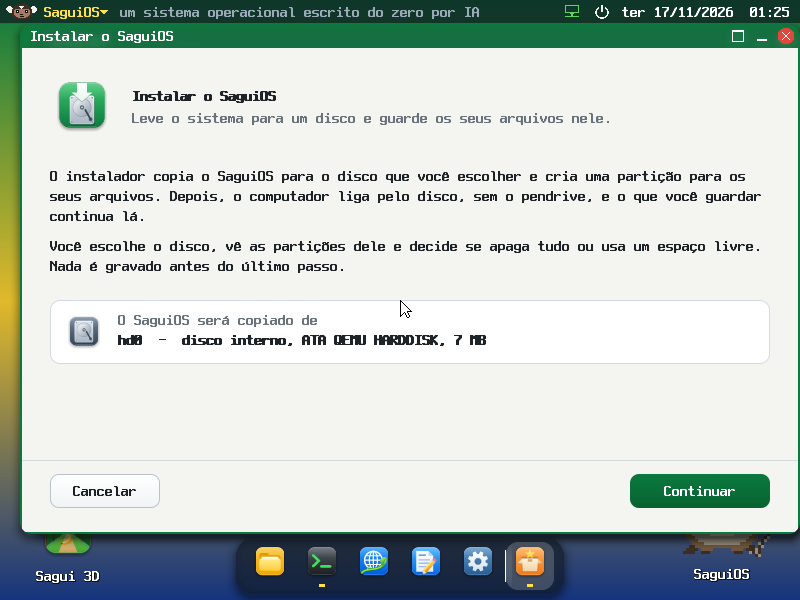 SaguiOS um sistema operacional escrito do zero por IA ter 17/11/2026 01:25
Instalar o SaguiOS
Instalar o SaguiOS
Leve o sistema para um disco e guarde os seus arquivos nele.
O instalador copia o SaguiOS para o disco que você escolher e cria uma partição para os
seus arquivos. Depois, o computador liga pelo disco, sem o pendrive, e o que você guardar
continua lá.
Você escolhe o disco, vê as partições dele e decide se apaga tudo ou usa um espaço livre.
Nada é gravado antes do último passo.
O SaguiOS será copiado de
hd0 - disco interno, ATA QEMU HARDDISK, 7 MB
Cancelar
Continuar
Sagui 3D
SaguiOS